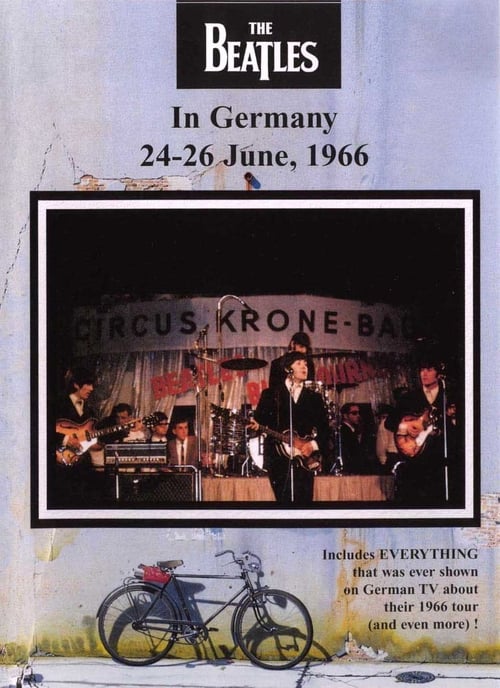 THE
BEATLES
In Germany
24-26 June, 1966
CIRCUS KRONE-BAU
Includes EVERYTHING
that was ever shown
on German TV about
their 1966 tour
(and even more) !